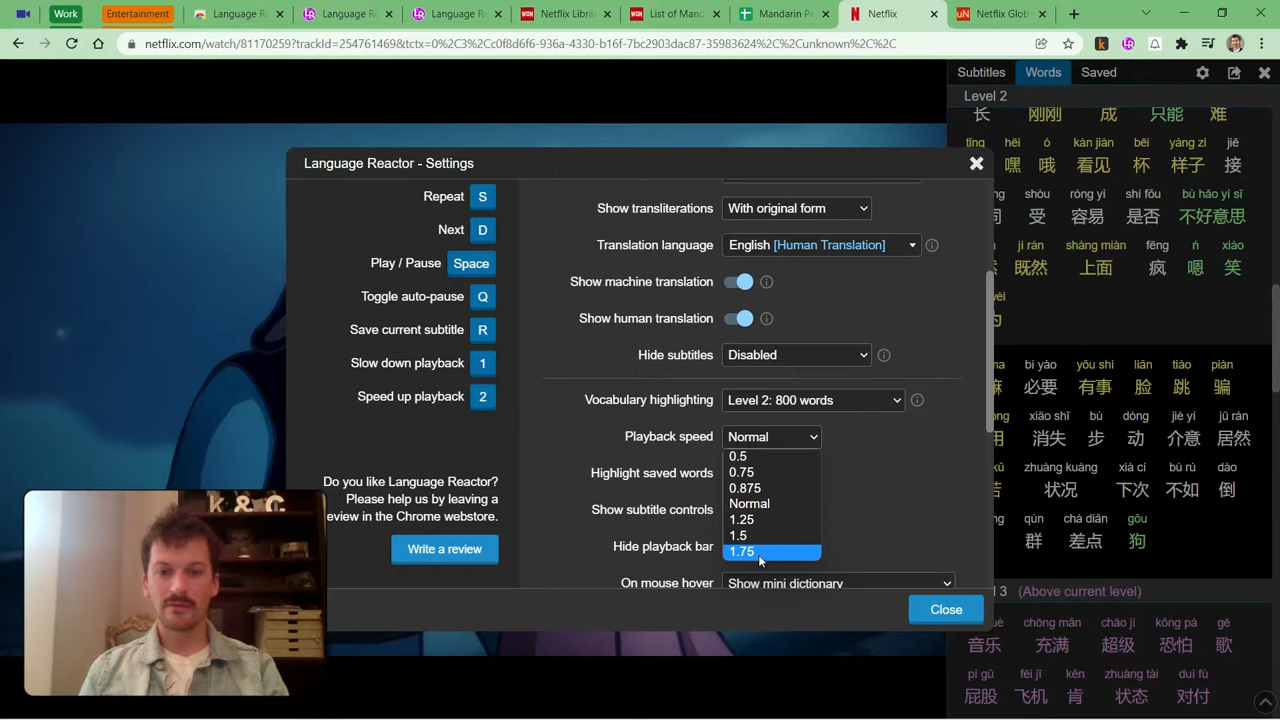 Work
Entertainment
Language Re
Language Rea
Language Rea
Netflix Libra
List of Mand
Mandarin Po
Netflix
Netflix Glob
netflix.com/watch/81170259?trackId=254761469&tctx=0%2C3%2Cc0f8d6f6-936a-4330-b16f-7bc2903dac87-35983624%2C%2Cunknown%2C%2C
Subtitles Words Saved
Level 2
长 刚刚 成 只能 难
tīng hēi ó kàn jiàn bēi yàng zi jiē
嘿 哦 看见 杯 样子 接
shòu róng yì shì fǒu bù hǎo yì sī
受 容易 是否 不好意思
jì rán shàng miàn fēng ń xiào
既然 上面 疯 嗯 笑
bì yào yǒu shì liǎn tiào piàn
必要 有事 脸 跳 骗
xiāo shī bù dòng jiè yì jū rán
用 消失 步 动 介意 居然
kǔ zhuàng kuàng xià cì bù rú dào
苦 状况 下次 不如 倒
qún chà diǎn gǒu
群 差点 狗
3 (Above current level)
yuè chōng mǎn chāo jí kǒng pà gē
音乐 充满 超级 恐怕 歌
pì gǔ fēi jī kěn zhuàng tài duì fù
屁股 飞机 肯 状态 对付
Language Reactor - Settings
Repeat S
Next D
Play / Pause Space
Toggle auto-pause Q
Save current subtitle R
Slow down playback 1
Speed up playback 2
Do you like Language Reactor?
Please help us by leaving a
review in the Chrome webstore.
Write a review
Show transliterations With original form
Translation language English [Human Translation]
Show machine translation
Show human translation
Hide subtitles Disabled
Vocabulary highlighting Level 2: 800 words
Playback speed Normal
0.5
0.75
0.875
Normal
1.25
1.5
1.75
Highlight saved words
Show subtitle controls
Hide playback bar
On mouse hover Show mini dictionary
Close
k & C